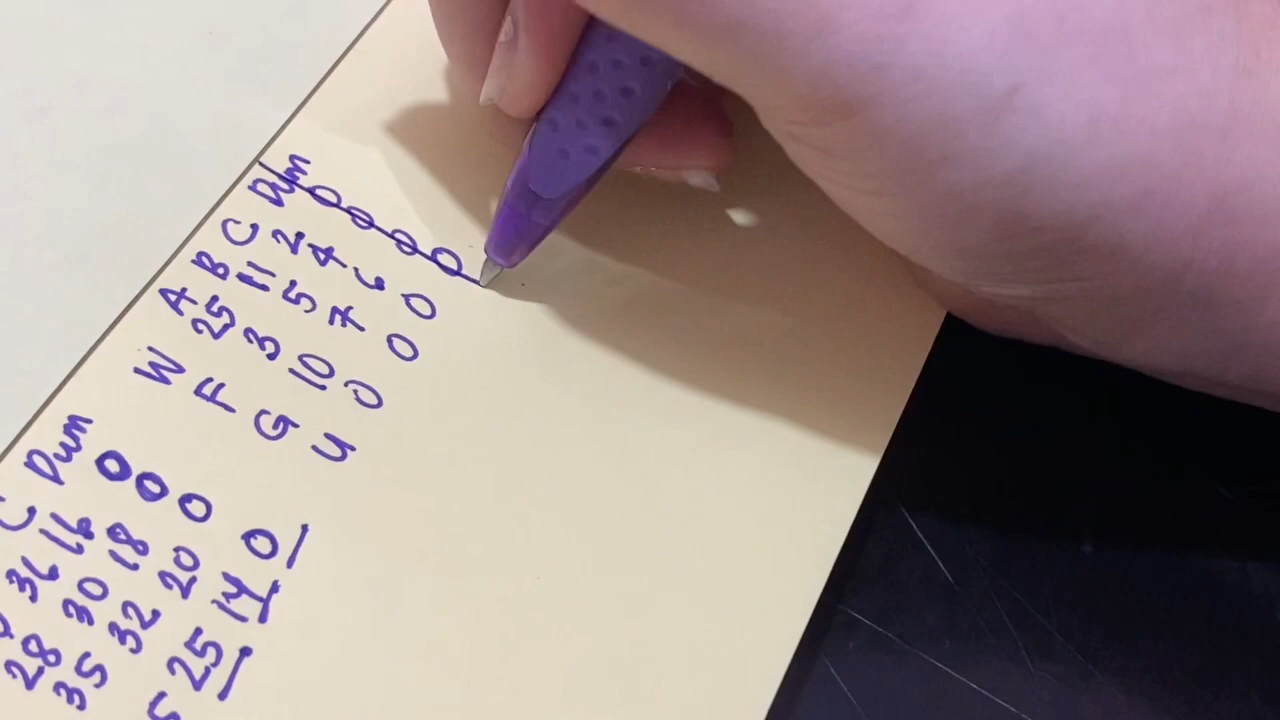 C Dum
36 16 0
28 30 18 0
35 32 20 0
25 14 0
A B C Dum
W 25 11 2 0
F 3 5 4 0
G 10 7 6 0
U 0 0 0 0